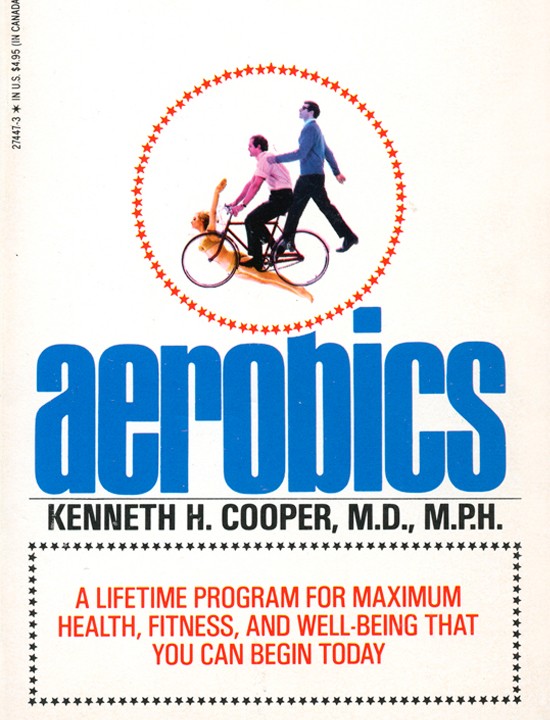 27447-3 * IN U.S. $4.95 (IN CANADA
aerobics
KENNETH H. COOPER, M.D., M.P.H.
A LIFETIME PROGRAM FOR MAXIMUM
HEALTH, FITNESS, AND WELL-BEING THAT
YOU CAN BEGIN TODAY